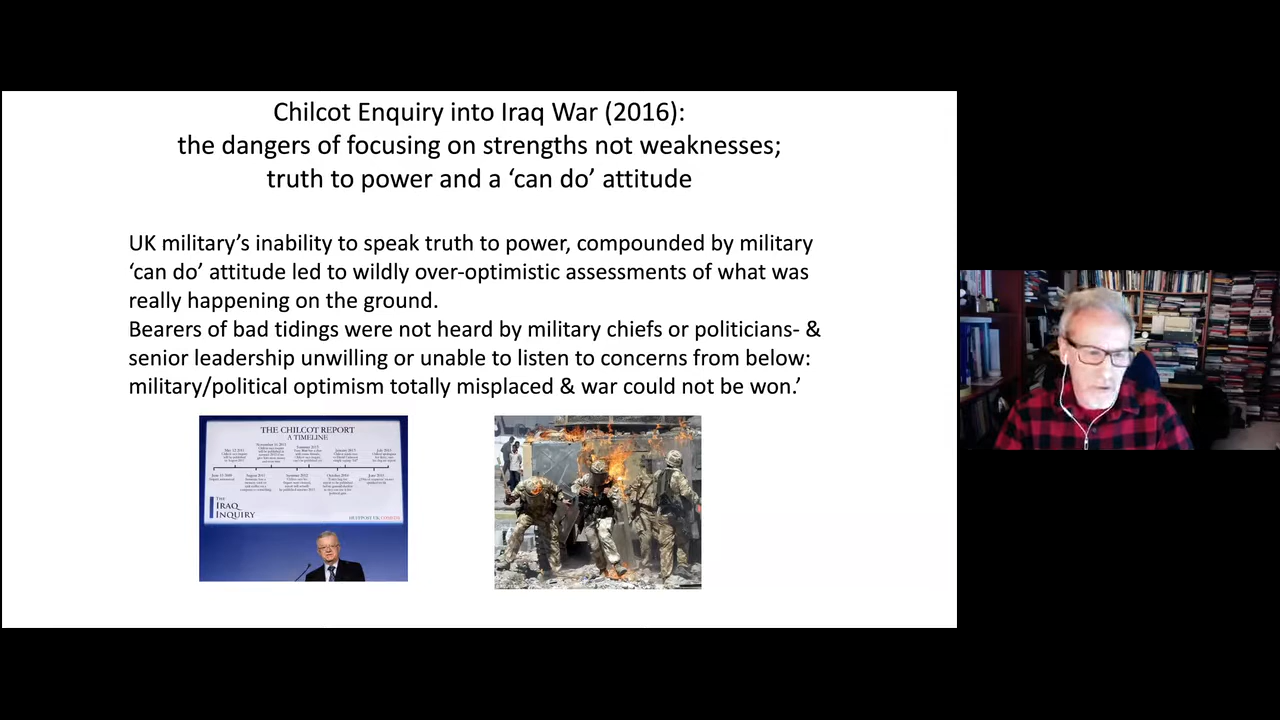 Chilcot Enquiry into Iraq War (2016):
the dangers of focusing on strengths not weaknesses;
truth to power and a ‘can do’ attitude
UK military’s inability to speak truth to power, compounded by military
‘can do’ attitude led to wildly over-optimistic assessments of what was
really happening on the ground.
Bearers of bad tidings were not heard by military chiefs or politicians- &
senior leadership unwilling or unable to listen to concerns from below:
military/political optimism totally misplaced & war could not be won.’
THE CHILCOT REPORT
A TIMELINE
THE
IRAQ
INQUIRY